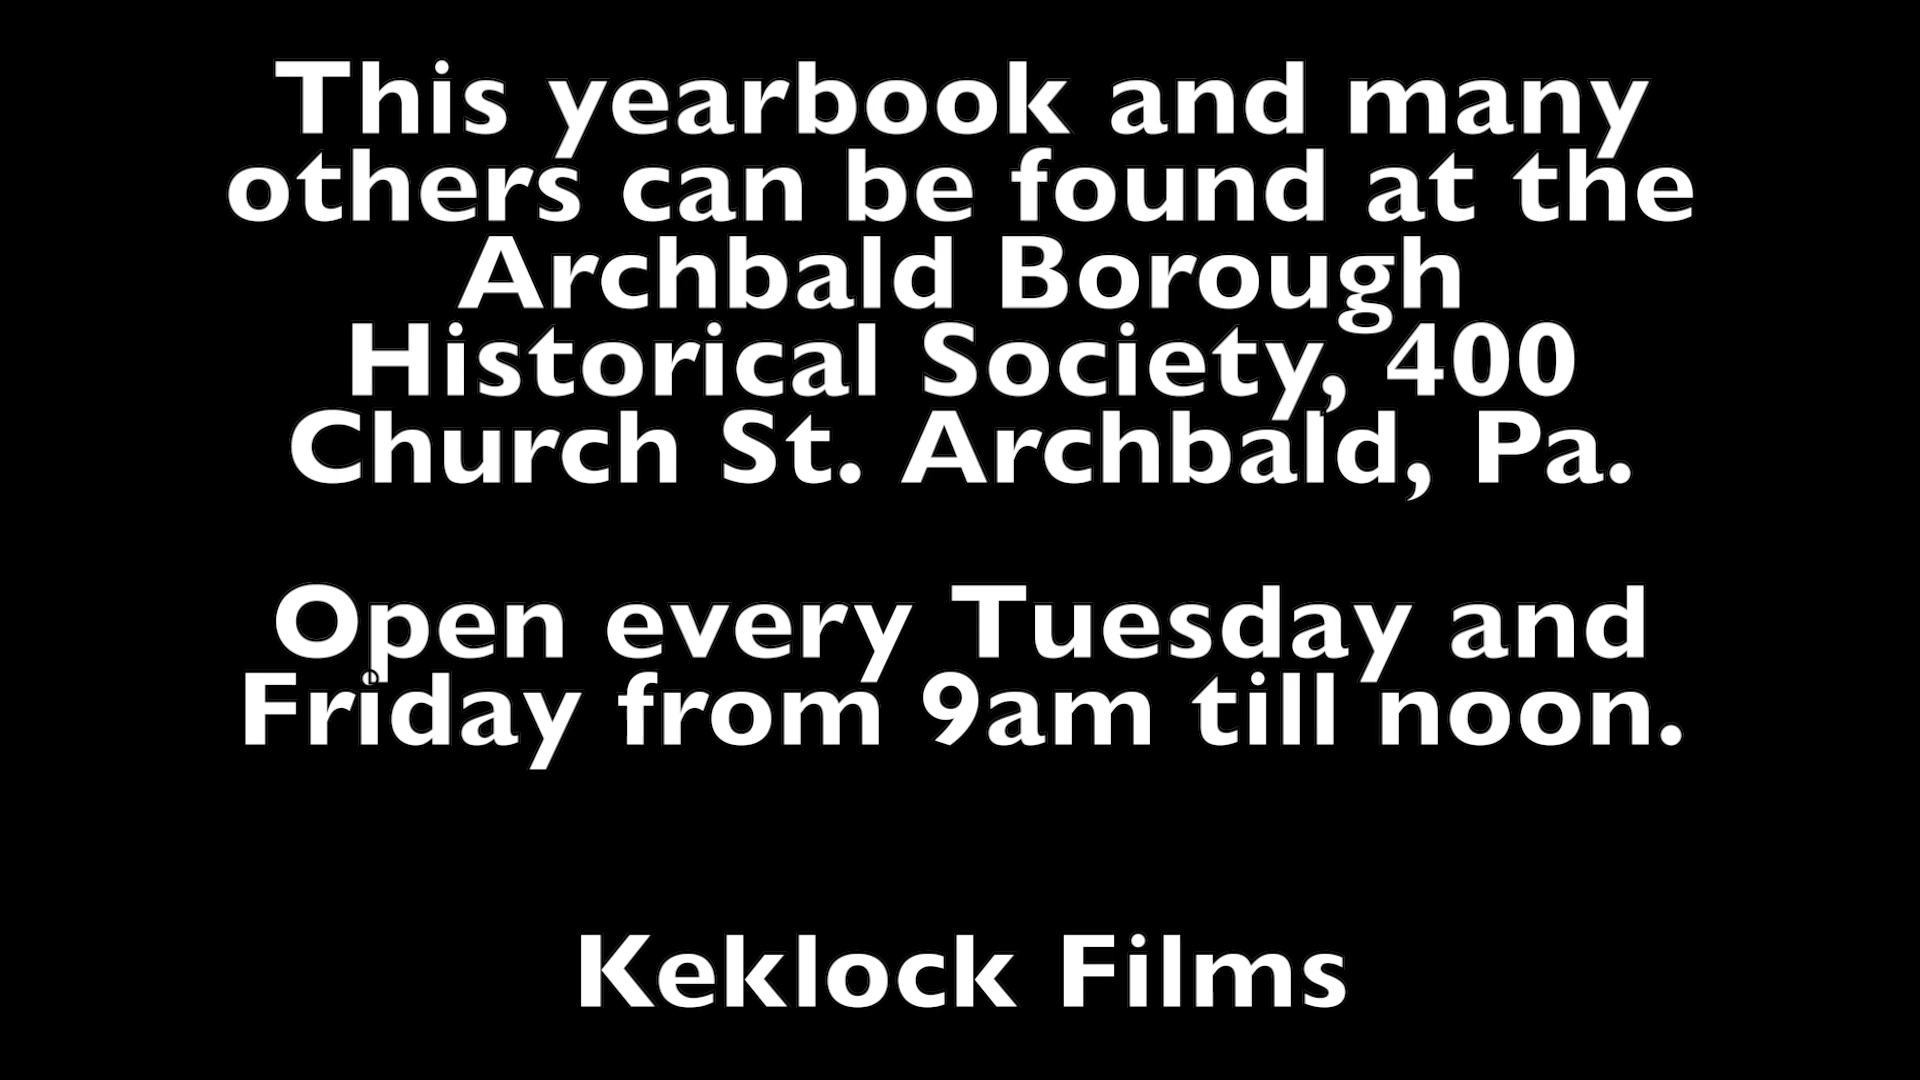 This yearbook and many
others can be found at the
Archbald Borough
Historical Society, 400
Church St. Archbald, Pa.
Open every Tuesday and
Friday from 9am till noon.
Keklock Films